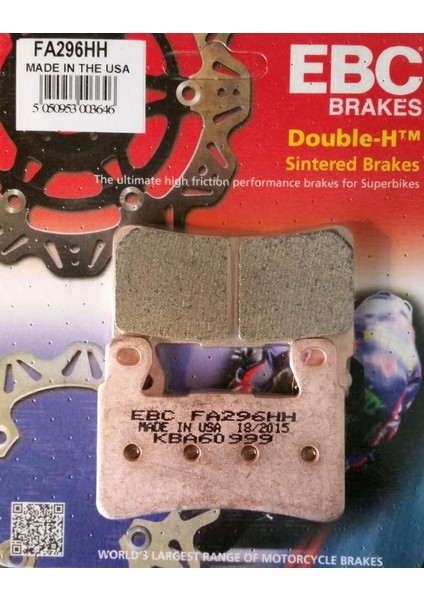 FA296HH
MADE IN THE USA
5 050953 003646
EBC
BRAKES
Double-H™
Sintered Brakes
The ultimate high friction performance brakes for Superbikes
EBC FA296HH
MADE IN USA 18/2015
KBA60999
WORLD'S LARGEST RANGE OF MOTORCYCLE BRAKES